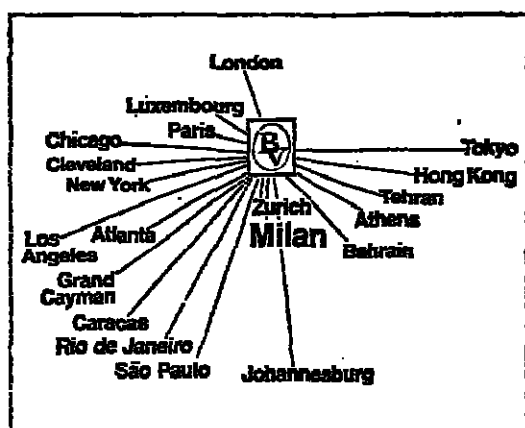 London
Luxembourg
Paris
B
V
Chicago
Tokyo
Cleveland
Hong Kong
New York
Tehran
Zurich
Athens
Milan
Los
Angeles
Atlanta
Bahrain
Grand
Cayman
Caracas
Rio de Janeiro
São Paulo
Johannesburg